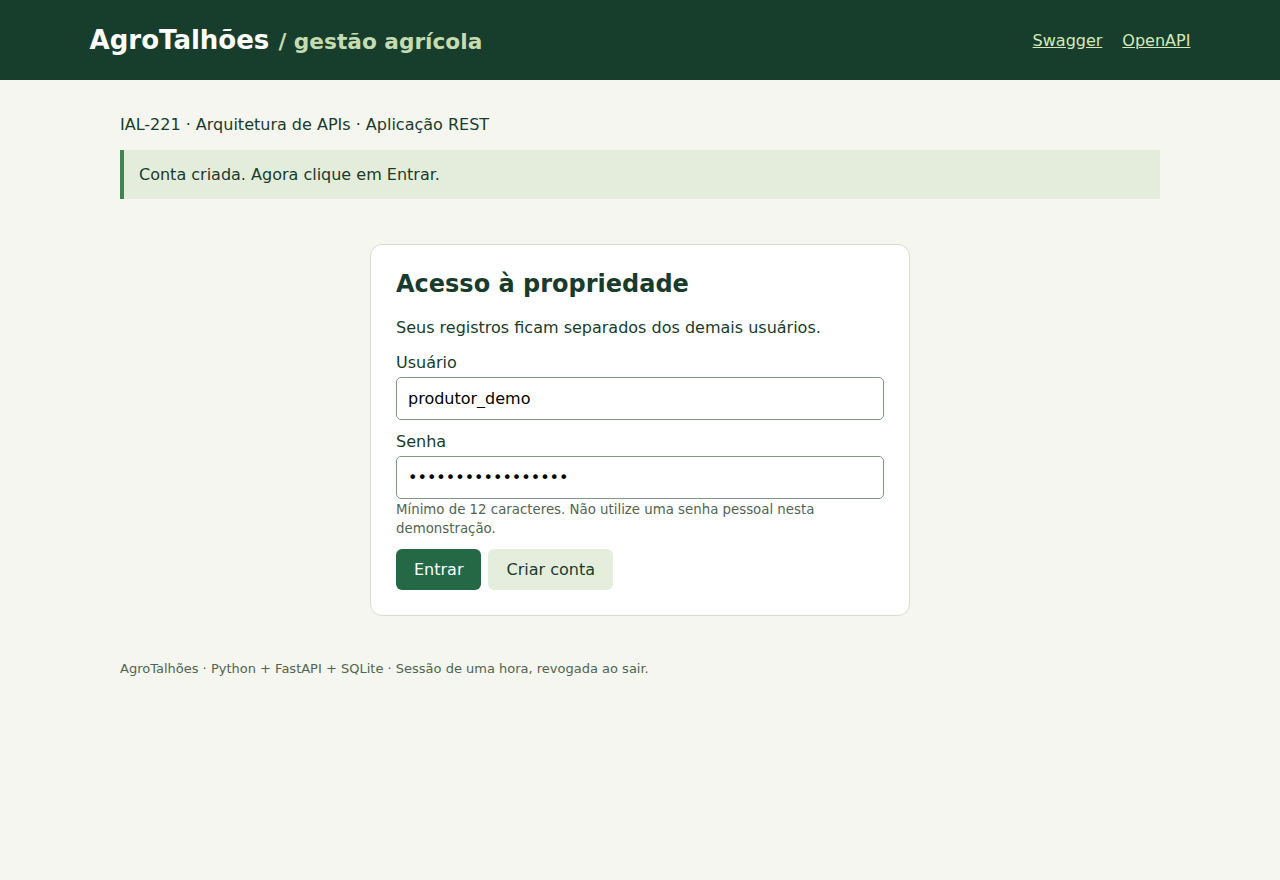 AgroTalhões / gestão agrícola
Swagger OpenAPI
IAL-221 · Arquitetura de APIs · Aplicação REST
Conta criada. Agora clique em Entrar.
Acesso à propriedade
Seus registros ficam separados dos demais usuários.
Usuário
produtor_demo
Senha
•••••••••••••••••
Mínimo de 12 caracteres. Não utilize uma senha pessoal nesta
demonstração.
Entrar Criar conta
AgroTalhões · Python + FastAPI + SQLite · Sessão de uma hora, revogada ao sair.